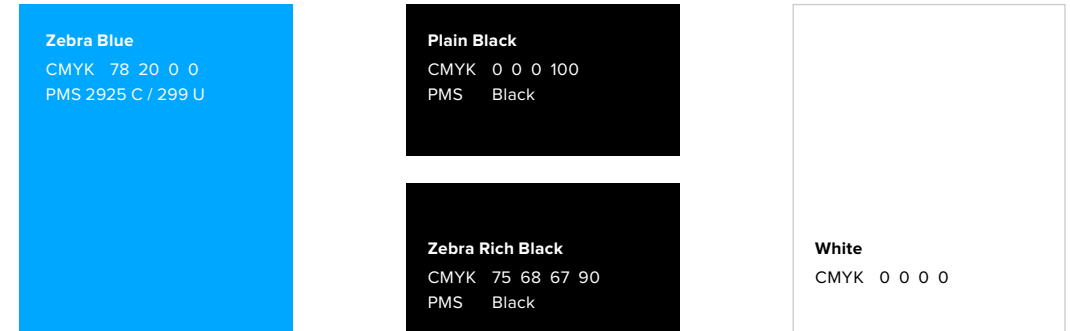 Zebra Blue
CMYK 78 20 0 0
PMS 2925 C / 299 U
Plain Black
CMYK 0 0 0 100
PMS Black
Zebra Rich Black
CMYK 75 68 67 90
PMS Black
White
CMYK 0 0 0 0